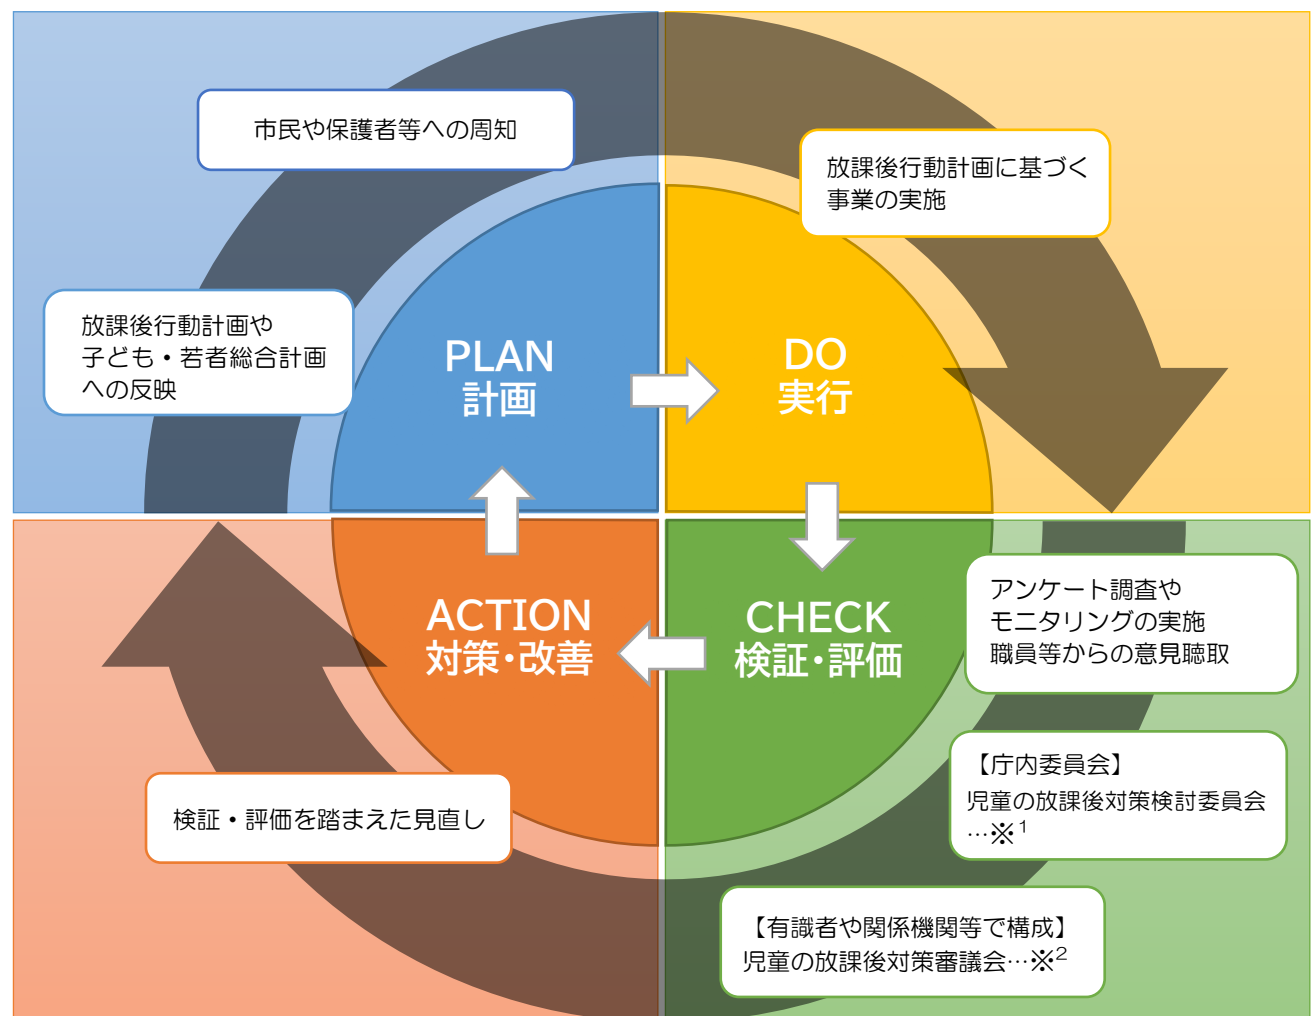 市民や保護者等への周知
放課後行動計画に基づく
事業の実施
放課後行動計画や
子ども・若者総合計画
への反映
PLAN
計画
DO
実行
ACTION
対策・改善
CHECK
検証・評価
アンケート調査や
モニタリングの実施
職員等からの意見聴取
【庁内委員会】
児童の放課後対策検討委員会
…※1
検証・評価を踏まえた見直し
【有識者や関係機関等で構成】
児童の放課後対策審議会…※2